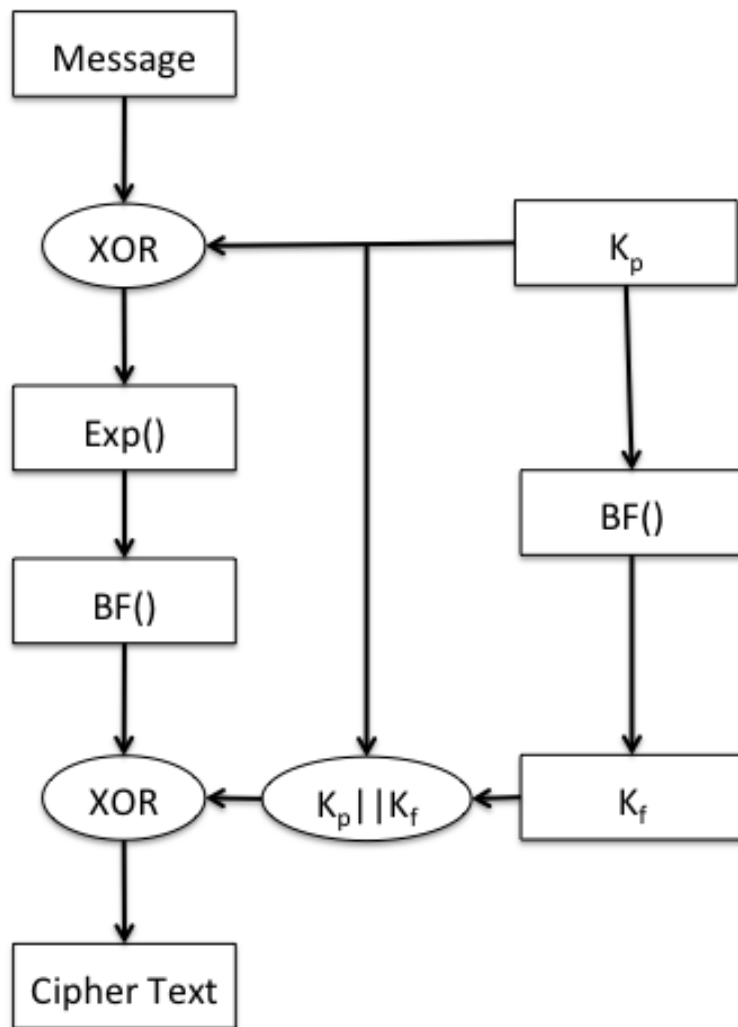 Message
XOR
Kp
Exp()
BF()
BF()
XOR
Kp||Kf
Kf
Cipher Text